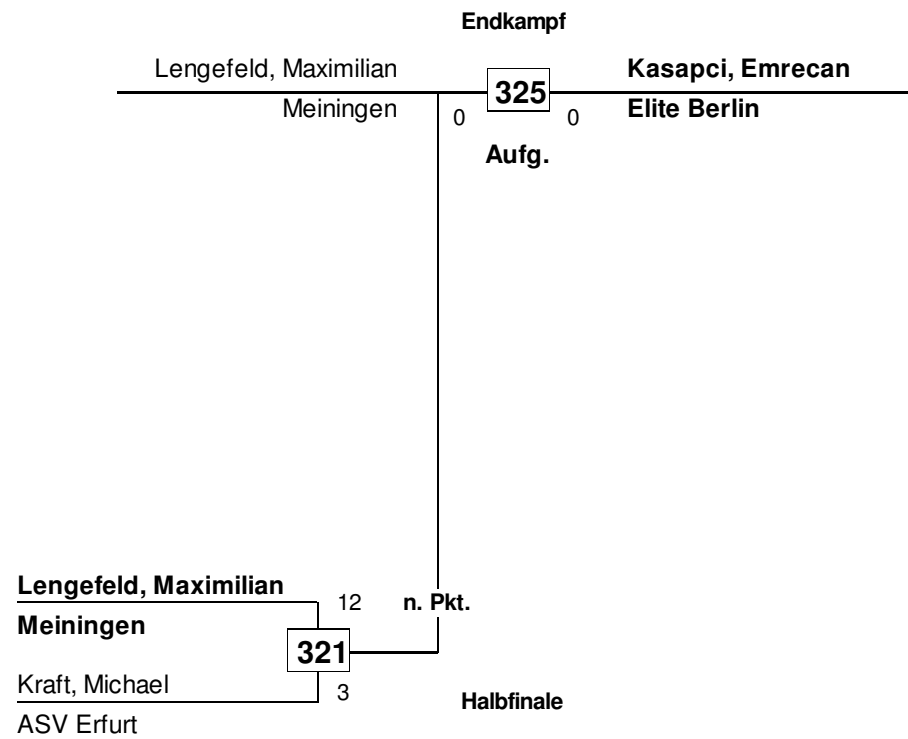 Endkampf
Lengefeld, Maximilian 325 Kasapci, Emrecan
Meiningen 0 0 Elite Berlin
Aufg.
Lengefeld, Maximilian 12 n. Pkt.
Meiningen
321
Kraft, Michael 3 Halbfinale
ASV Erfurt